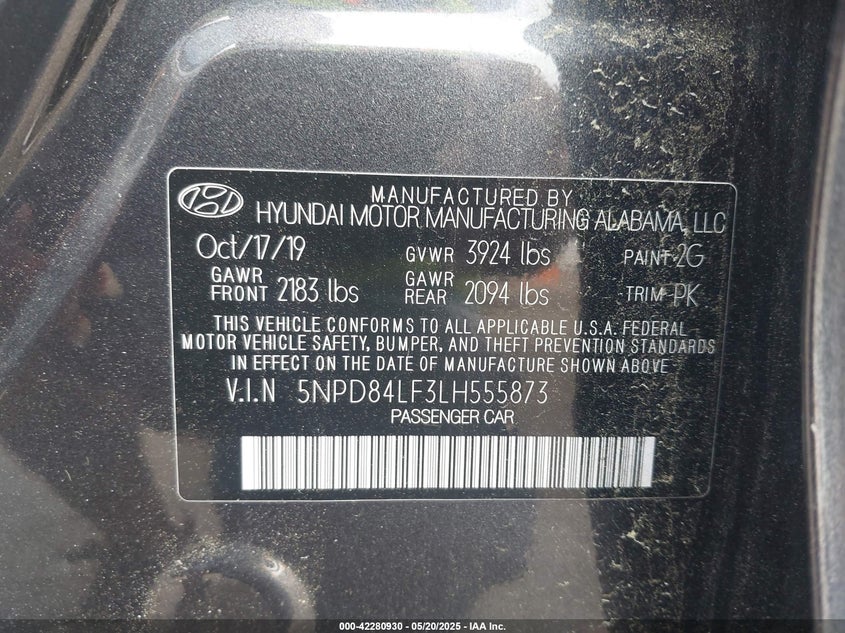 MANUFACTURED BY
HYUNDAI MOTOR MANUFACTURING ALABAMA, LLC
Oct/17/19 GVWR 3924 lbs PAINT-2G
GAWR FRONT 2183 lbs GAWR REAR 2094 lbs TRIM-PK
THIS VEHICLE CONFORMS TO ALL APPLICABLE U.S.A. FEDERAL
MOTOR VEHICLE SAFETY, BUMPER, AND THEFT PREVENTION STANDARDS
IN EFFECT ON THE DATE OF MANUFACTURE SHOWN ABOVE
V.I.N 5NPD84LF3LH555873
PASSENGER CAR
000-42280930 - 05/20/2025 - IAA Inc.